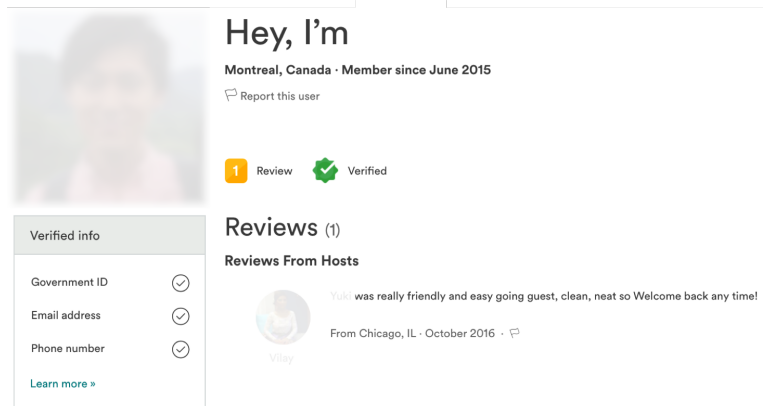 Hey, I’m
Montreal, Canada · Member since June 2015
Report this user
1 Review Verified
Verified info
Government ID
Email address
Phone number
Learn more »
Reviews (1)
Reviews From Hosts
Yuki was really friendly and easy going guest, clean, neat so Welcome back any time!
From Chicago, IL · October 2016 ·
Vilay